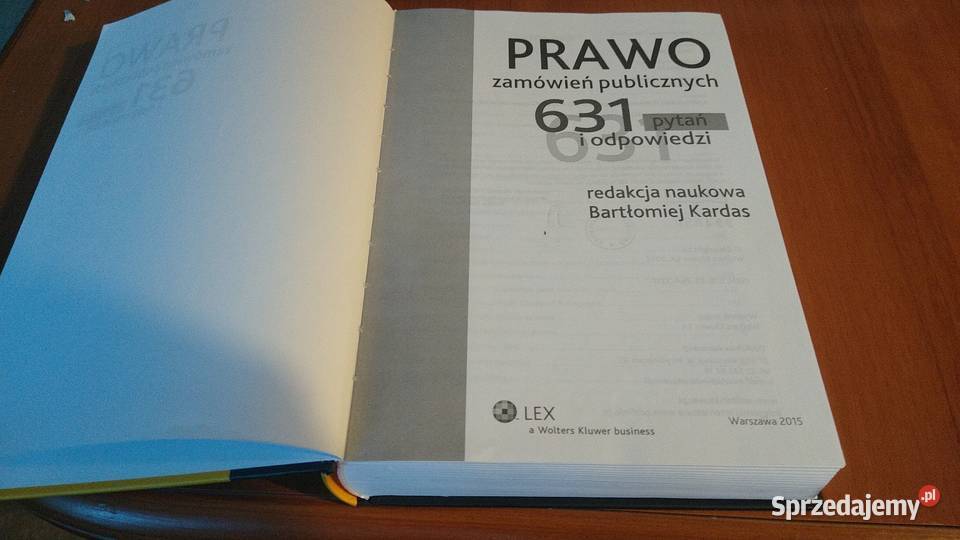 PRAWO
zamówień publicznych
631 pytań
i odpowiedzi
redakcja naukowa
Bartłomiej Kardas
LEX
a Wolters Kluwer business
Warszawa 2015
Sprzedajemy.pl